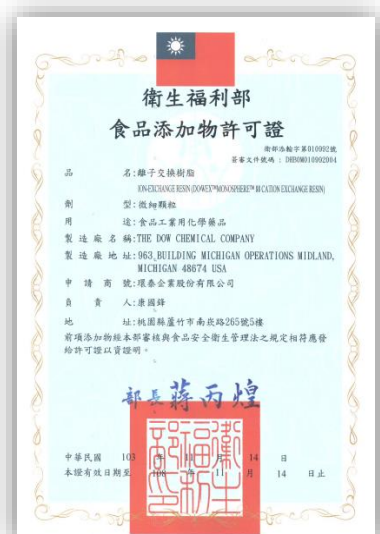 衛生福利部
食品添加物許可證
衛部添輸字第010992號
簽審文件號碼：DHB0M010992004
品名：離子交換樹脂
ION-EXCHANGE RESIN (DOWEX™MONOSPHERE™ CATION EXCHANGE RESIN)
劑型：微細顆粒
用途：食品工業用化學藥品
製造廠名稱：THE DOW CHEMICAL COMPANY
製造廠地址：963,BUILDING MICHIGAN OPERATIONS MIDLAND,
MICHIGAN 48674 USA
申請商號：環泰企業股份有限公司
負責人：康國鋒
地址：桃園縣蘆竹市南崁路265號5樓
前項添加物經本部審核與食品安全衛生管理法之規定相符應發
給許可證以資證明。
部長蔣丙煌
中華民國 103 年 11 月 14 日
本證有效日期至 108 年 11 月 14 日止
衛生福利部印